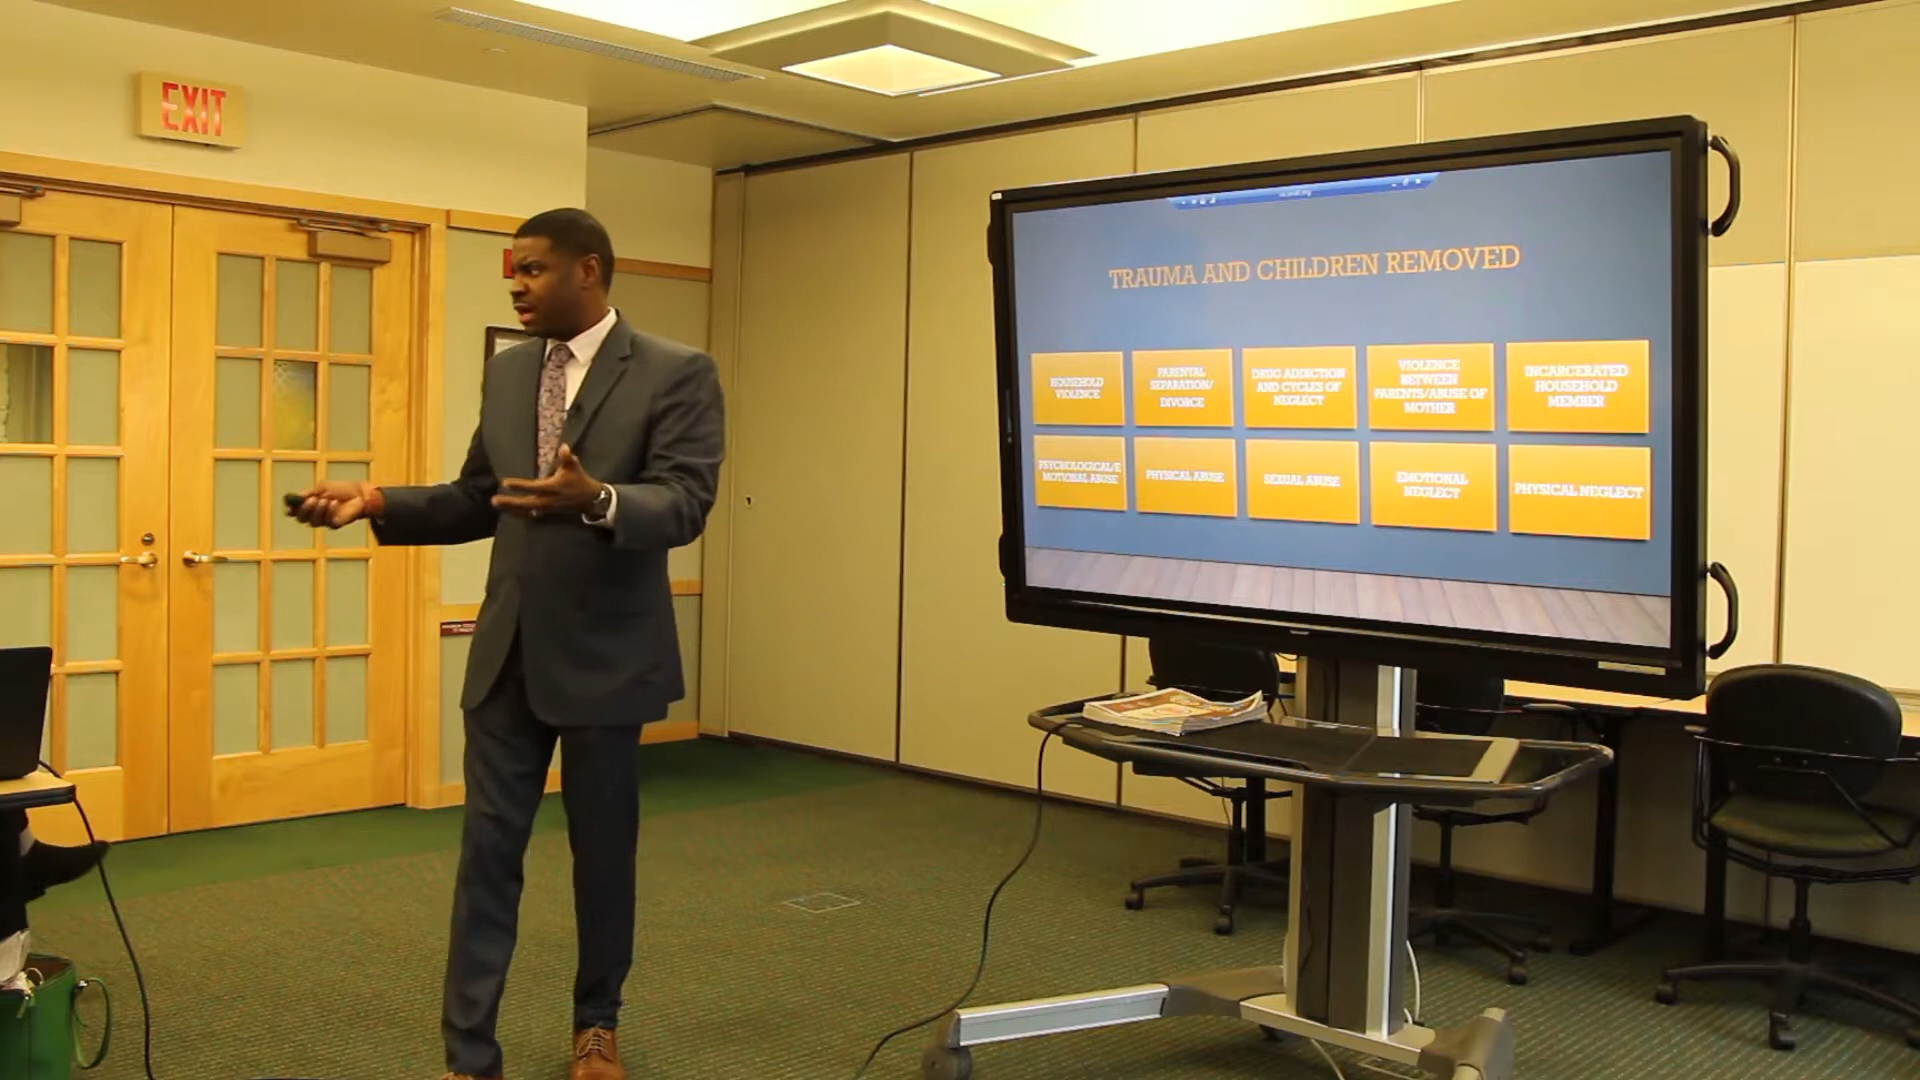 EXIT
TRAUMA AND CHILDREN REMOVED
HOUSEHOLD
VIOLENCE
PARENTAL
SEPARATION/
DIVORCE
DRUG ADDICTION
AND CYCLES OF
NEGLECT
VIOLENCE
BETWEEN
PARENTS/ABUSE OF
MOTHER
INCARCERATED
HOUSEHOLD
MEMBER
PSYCHOLOGICAL/E
MOTIONAL ABUSE
PHYSICAL ABUSE
SEXUAL ABUSE
EMOTIONAL
NEGLECT
PHYSICAL NEGLECT